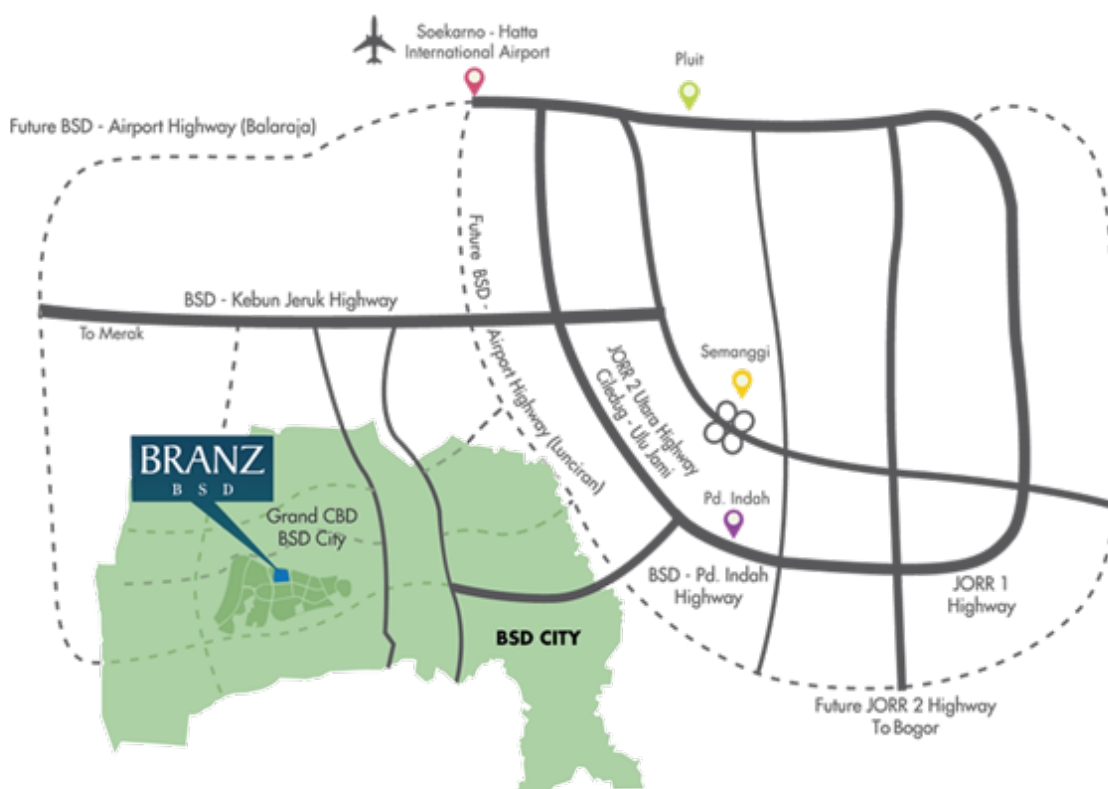 Soekarno - Hatta
International Airport
Pluit
Future BSD - Airport Highway (Balaraja)
Future BSD - Airport Highway (Lunciran)
BSD - Kebun Jeruk Highway
To Merak
JORR 2 Utara Highway
Ciledug - Ulu Jami
Semanggi
BRANZ
BSD
Grand CBD
BSD City
Pd. Indah
BSD - Pd. Indah
Highway
JORR 1
Highway
BSD CITY
Future JORR 2 Highway
To Bogor